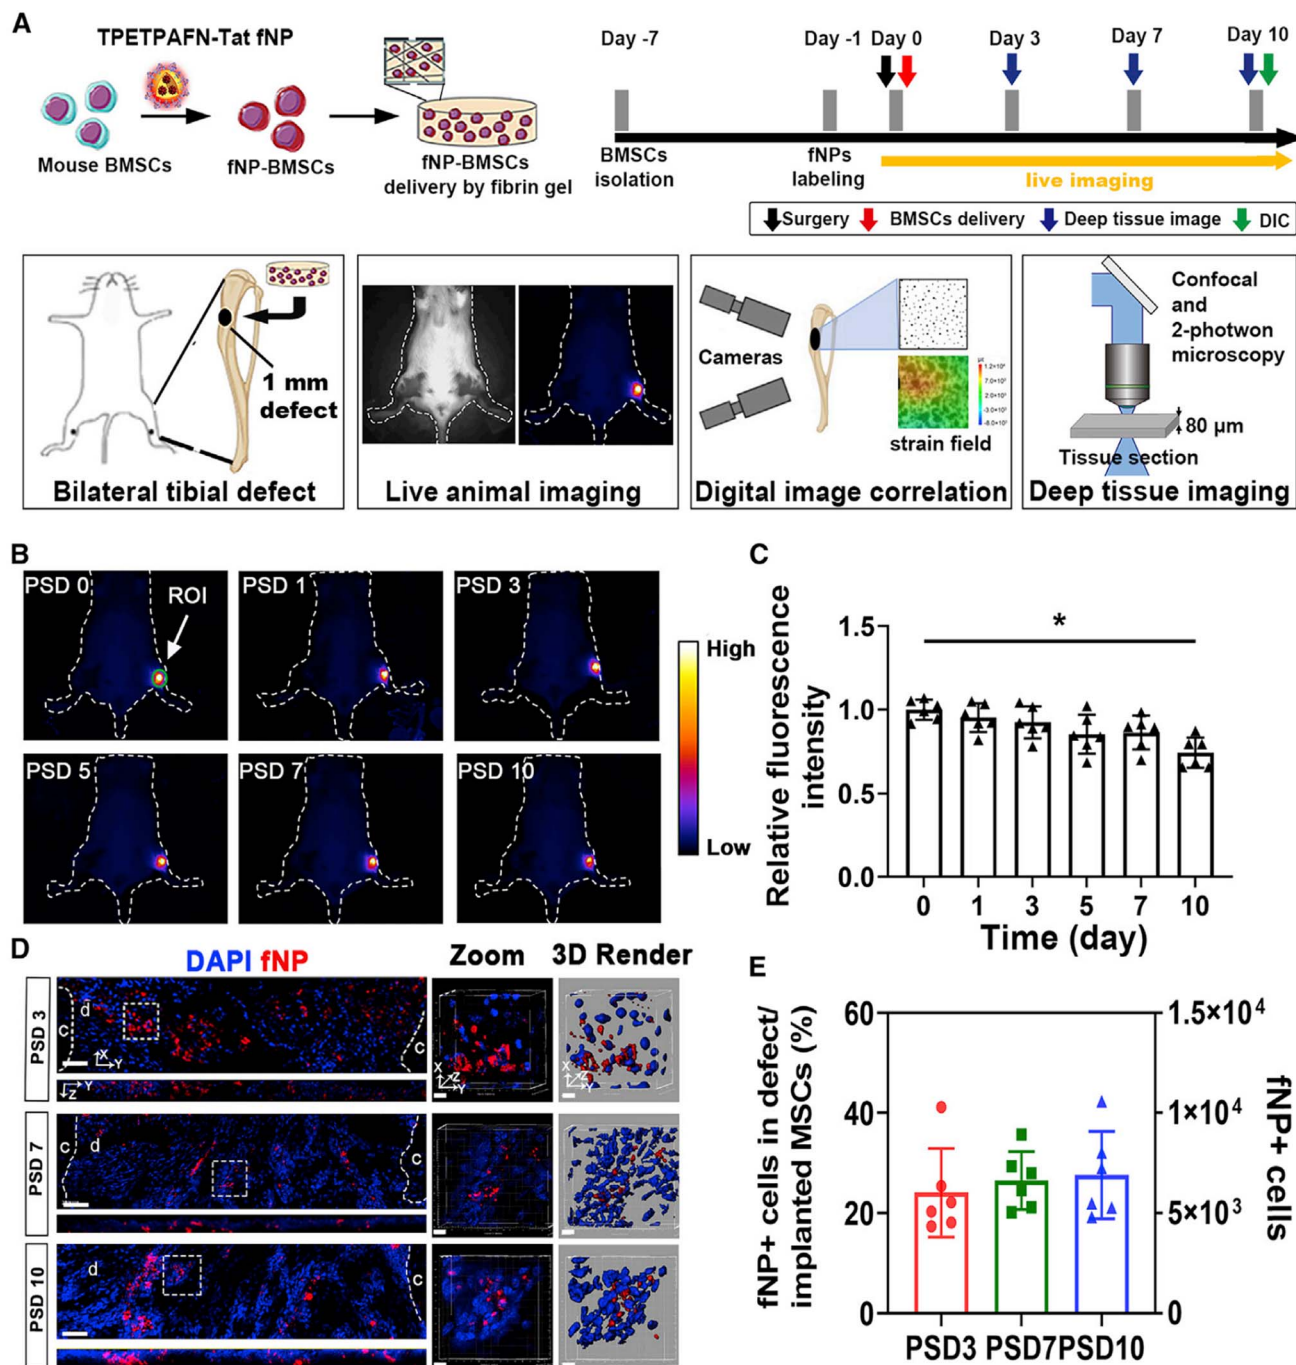 A
TPETPAFN-Tat fNP
Mouse BMSCs
fNP-BMSCs
fNP-BMSCs
delivery by fibrin gel
Day -7
Day -1
Day 0
Day 3
Day 7
Day 10
BMSCs
isolation
fNPs
labeling
live imaging
Surgery
BMSCs delivery
Deep tissue image
DIC
1 mm
defect
Bilateral tibial defect
Live animal imaging
Cameras
strain field
Digital image correlation
Confocal
and
2-photwon
microscopy
80 µm
Tissue section
Deep tissue imaging
B
PSD 0
ROI
PSD 1
PSD 3
PSD 5
PSD 7
PSD 10
High
Low
C
Relative fluorescence
intensity
1.5
1.0
0.5
0.0
*
0 1 3 5 7 10
Time (day)
D
DAPI fNP
Zoom
3D Render
PSD 3
c
d
c
X
Y
Y
Z
X
Z
Y
X
Z
Y
PSD 7
c
d
c
PSD 10
d
c
E
fNP+ cells in defect/
implanted MSCs (%)
60
40
20
0
1.5×10⁴
1×10⁴
5×10³
0
fNP+ cells
PSD3 PSD7 PSD10